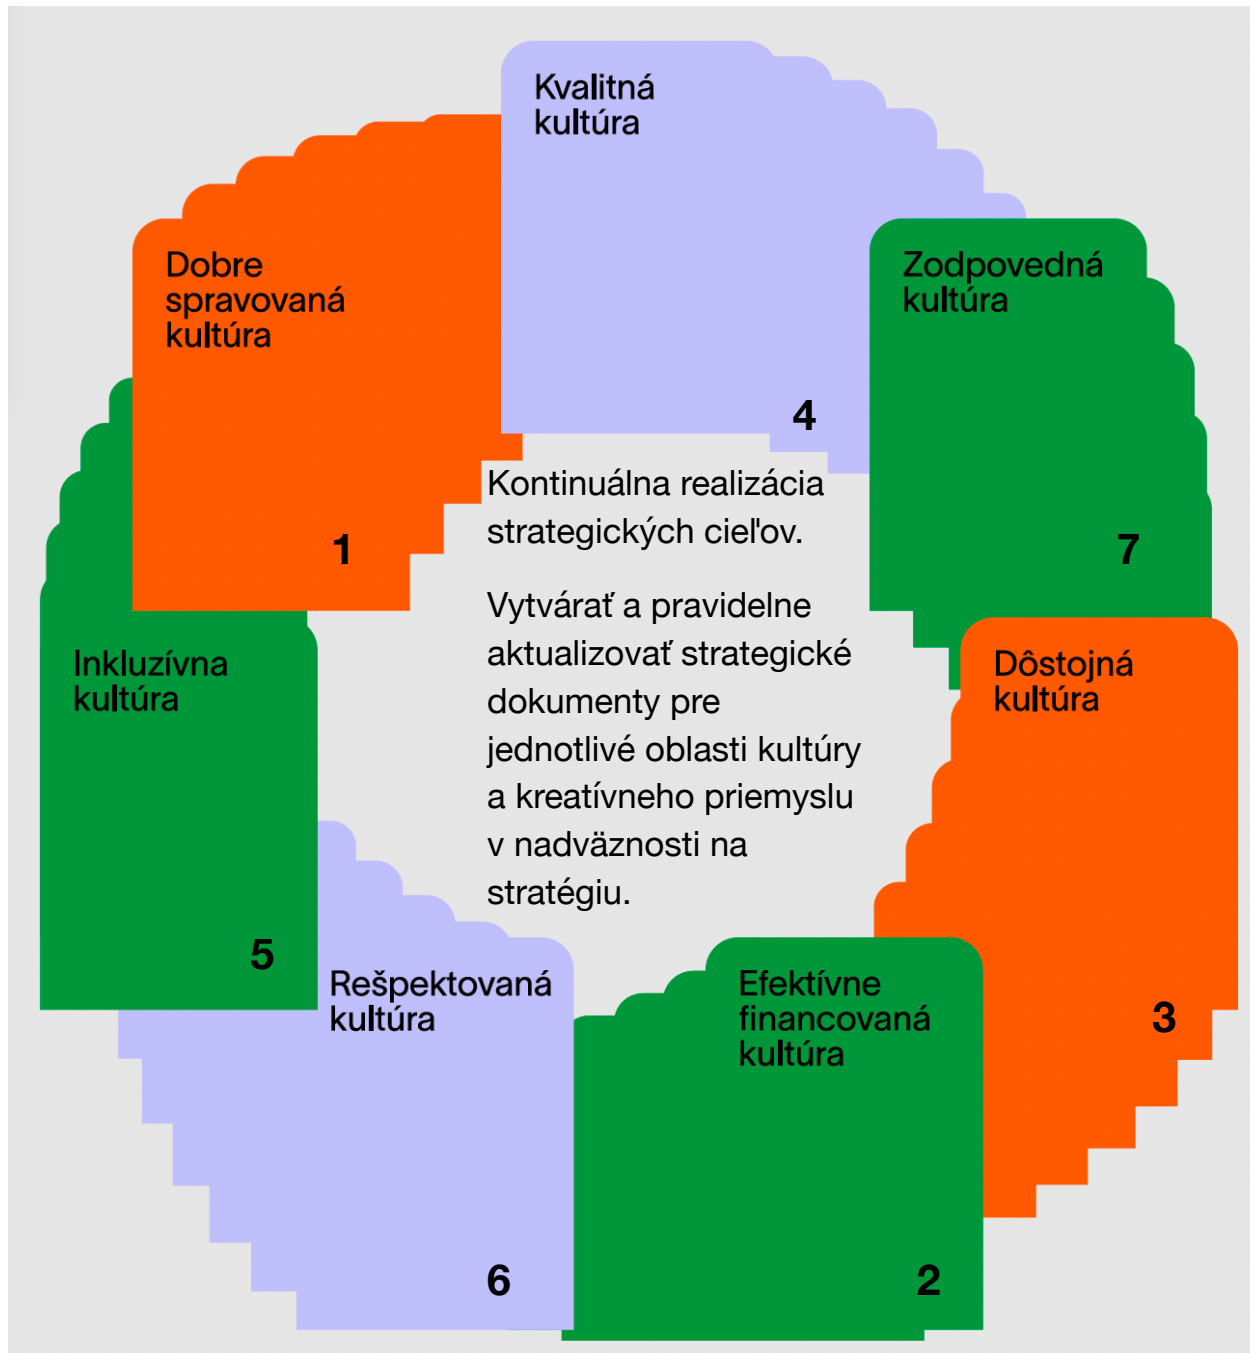 Kvalitná
kultúra
4
Zodpovedná
kultúra
7
Dôstojná
kultúra
3
Efektívne
financovaná
kultúra
2
Rešpektovaná
kultúra
6
Inkluzívna
kultúra
5
Dobre
spravovaná
kultúra
1
Kontinuálna realizácia
strategických cieľov.
Vytvárať a pravidelne
aktualizovať strategické
dokumenty pre
jednotlivé oblasti kultúry
a kreatívneho priemyslu
v nadväznosti na
stratégiu.